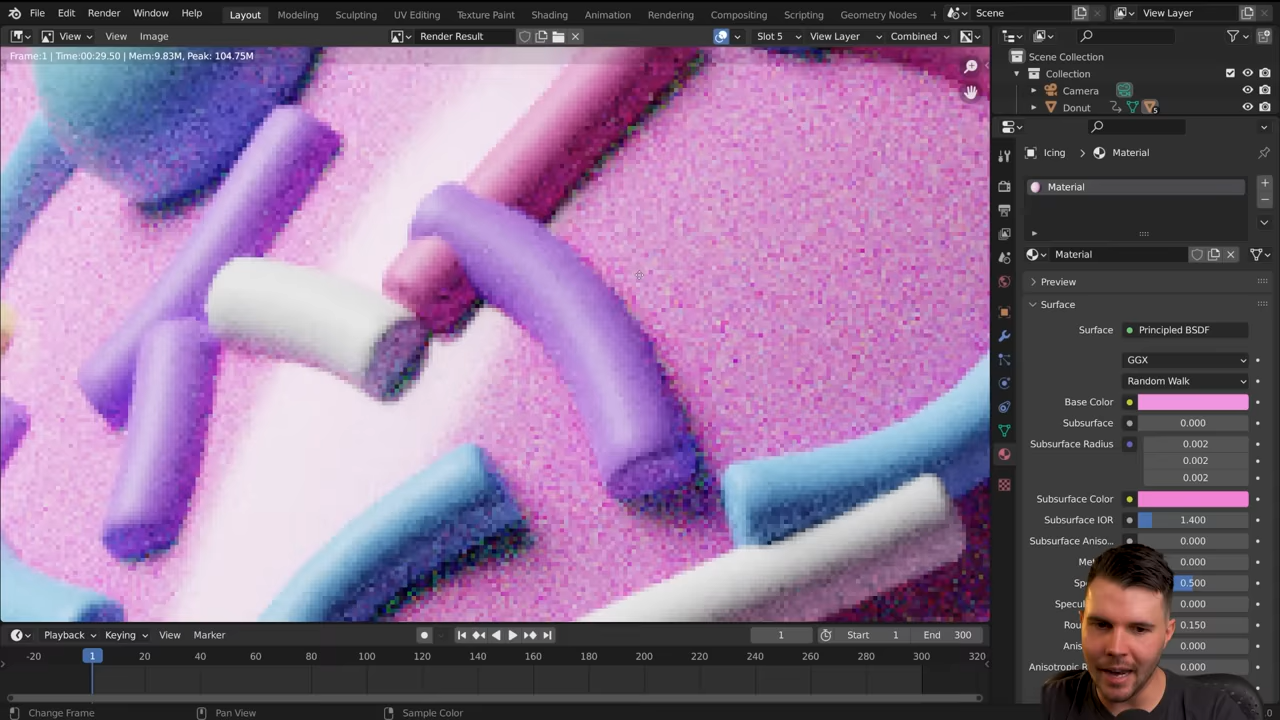 File Edit Render Window Help Layout Modeling Sculpting UV Editing Texture Paint Shading Animation Rendering Compositing Scripting Geometry Nodes + Scene View Layer
View View Image Render Result Slot 5 View Layer Combined
Frame:1 | Time:00:29.50 | Mem:9.83M, Peak: 104.75M
Scene Collection
Collection
Camera
Donut 5
Icing > Material
Material
Material
Preview
Surface
Surface Principled BSDF
GGX
Random Walk
Base Color
Subsurface 0.000
Subsurface Radius 0.002
0.002
0.002
Subsurface Color
Subsurface IOR 1.400
Subsurface Aniso... 0.000
0.000
0.500
0.000
0.150
0.000
Anisotropic 0.000
Playback Keying View Marker 1 Start 1 End 300
-20 1 20 40 60 80 100 120 140 160 180 200 220 240 260 280 300 320
Change Frame Pan View Sample Color